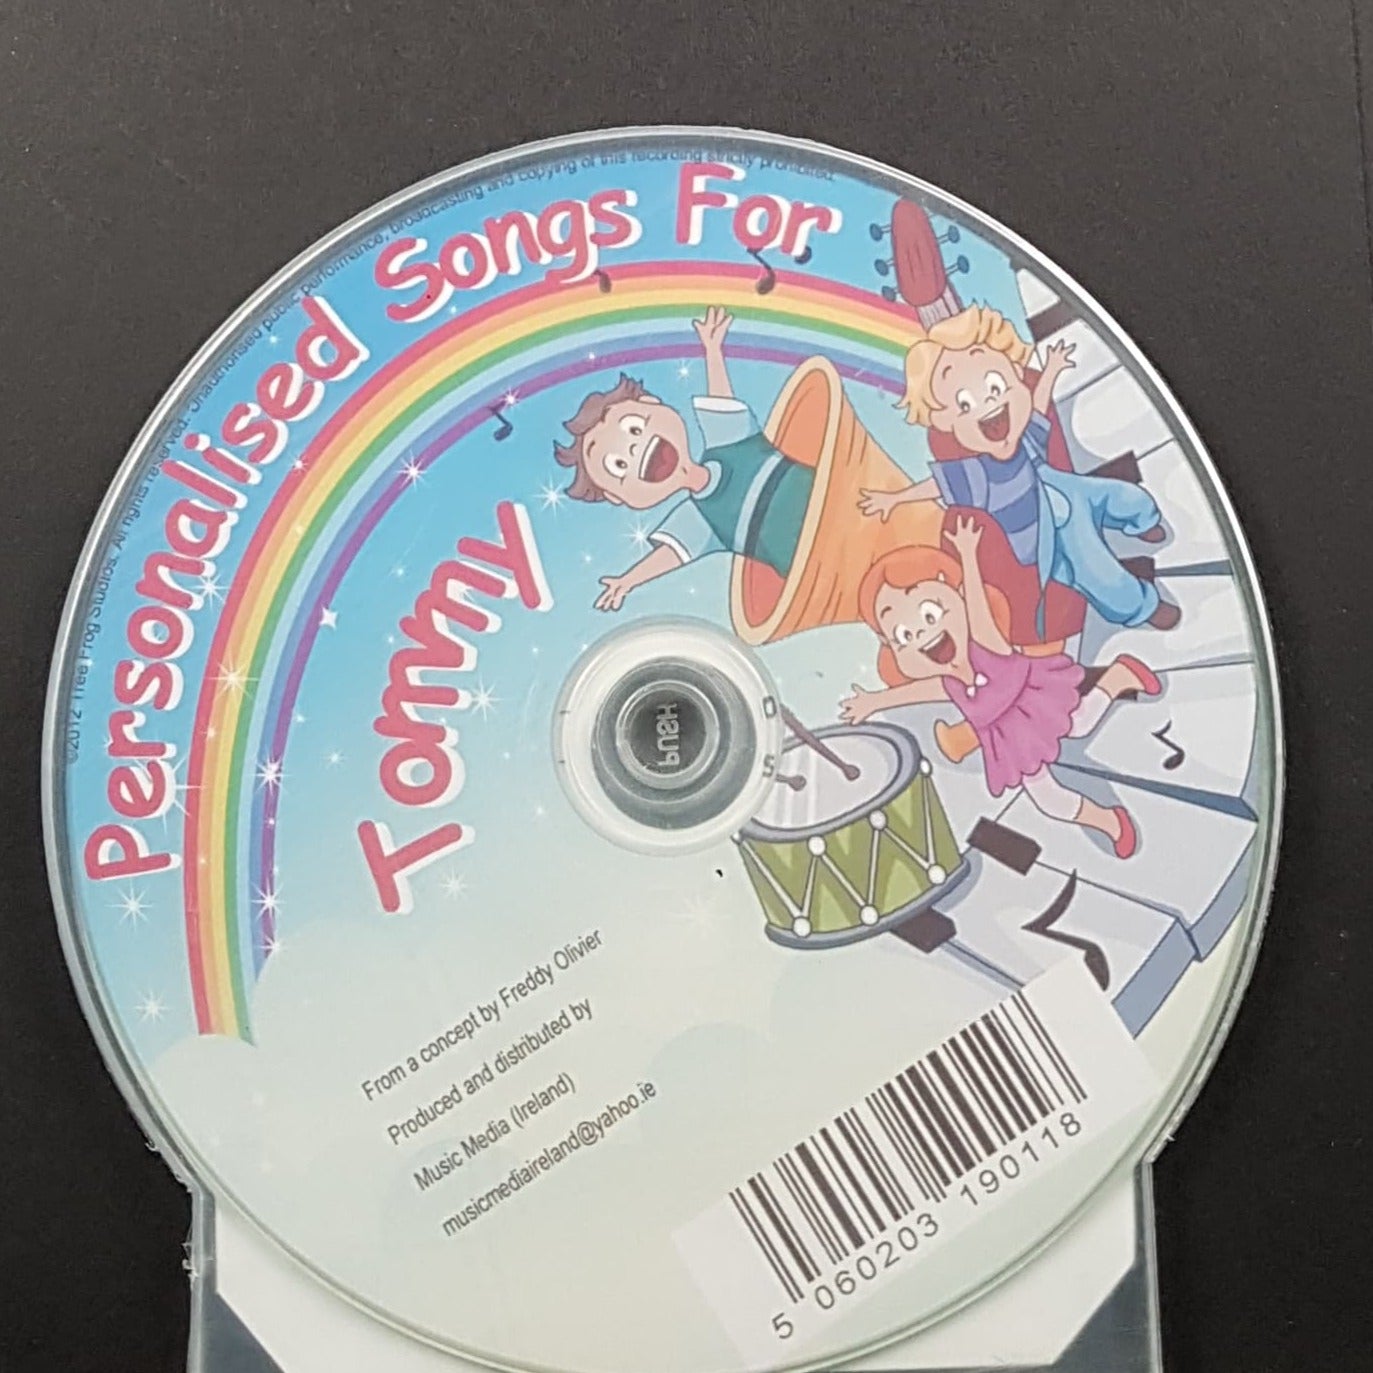 ©2012 Tree Frog Studios. All rights reserved. Unauthorised public performance, broadcasting and copying of this recording strictly prohibited.
Personalised Songs For
Tommy
PUSH
From a concept by Freddy Olivier
Produced and distributed by
Music Media (Ireland)
musicmediaireland@yahoo.ie
5 060203 190118